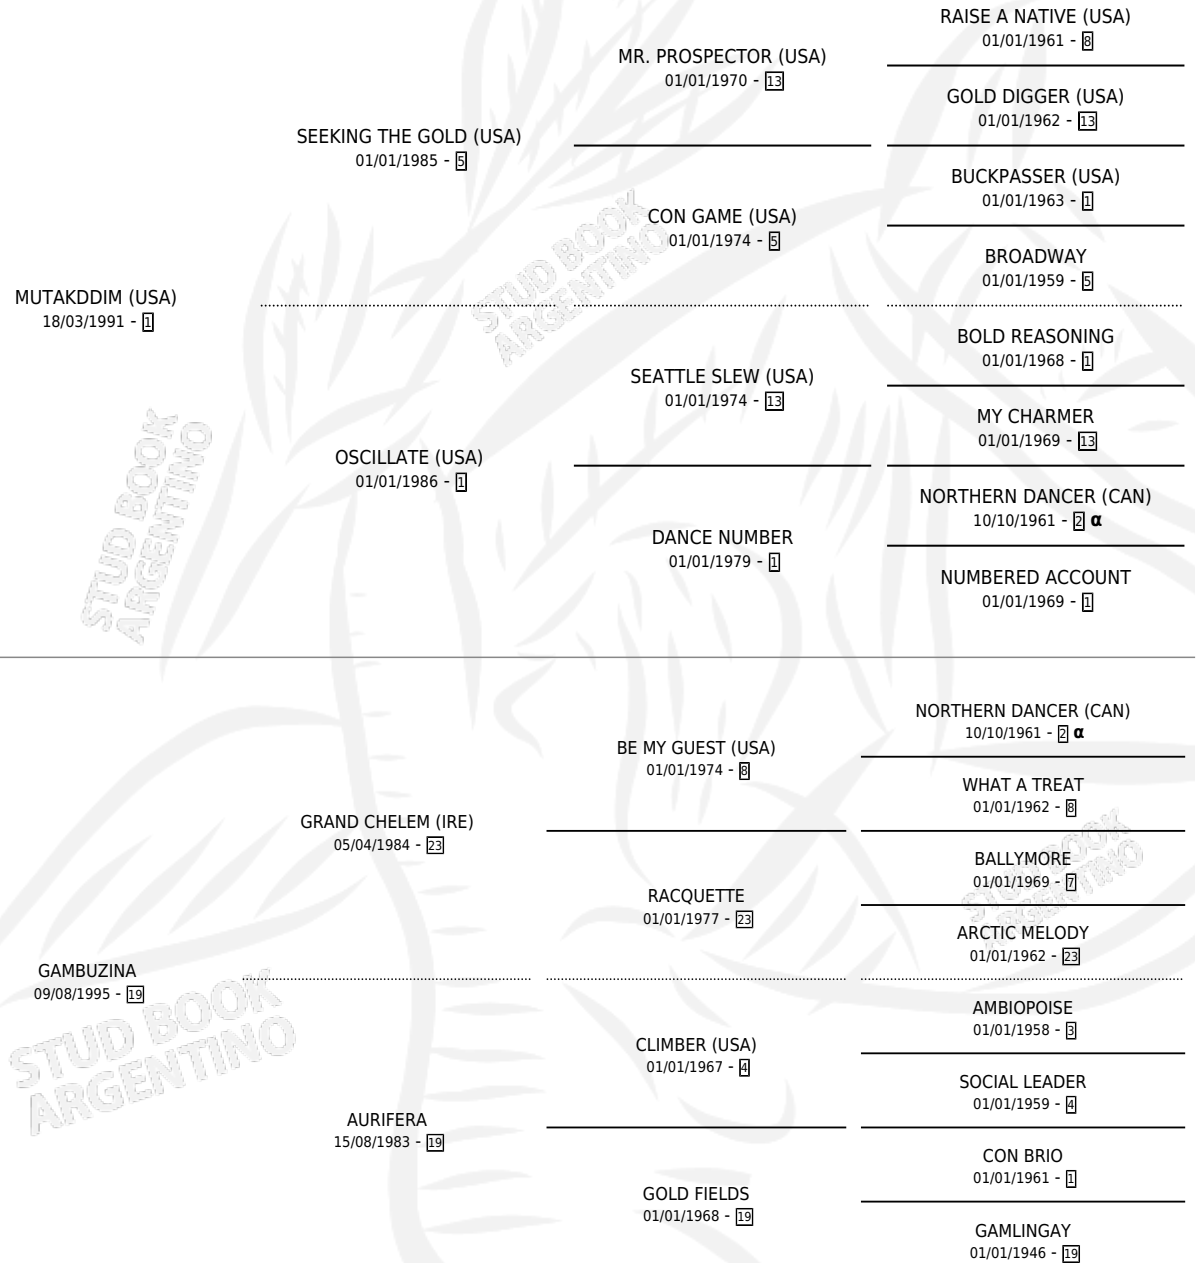 RAISE A NATIVE (USA)
01/01/1961 - 8
MR. PROSPECTOR (USA)
01/01/1970 - 13
GOLD DIGGER (USA)
01/01/1962 - 13
SEEKING THE GOLD (USA)
01/01/1985 - 5
BUCKPASSER (USA)
01/01/1963 - 1
CON GAME (USA)
01/01/1974 - 5
BROADWAY
01/01/1959 - 5
STUD BOOK
ARGENTINO
MUTAKDDIM (USA)
18/03/1991 - 1
BOLD REASONING
01/01/1968 - 1
SEATTLE SLEW (USA)
01/01/1974 - 13
MY CHARMER
01/01/1969 - 13
OSCILLATE (USA)
01/01/1986 - 1
NORTHERN DANCER (CAN)
10/10/1961 - 2 α
DANCE NUMBER
01/01/1979 - 1
NUMBERED ACCOUNT
01/01/1969 - 1
STUD BOOK
ARGENTINO
NORTHERN DANCER (CAN)
10/10/1961 - 2 α
BE MY GUEST (USA)
01/01/1974 - 8
WHAT A TREAT
01/01/1962 - 8
GRAND CHELEM (IRE)
05/04/1984 - 23
BALLYMORE
01/01/1969 - 7
RACQUETTE
01/01/1977 - 23
ARCTIC MELODY
01/01/1962 - 23
STUD BOOK
ARGENTINO
GAMBUZINA
09/08/1995 - 19
AMBIOPOISE
01/01/1958 - 3
CLIMBER (USA)
01/01/1967 - 4
SOCIAL LEADER
01/01/1959 - 4
STUD BOOK
ARGENTINO
AURIFERA
15/08/1983 - 19
CON BRIO
01/01/1961 - 1
GOLD FIELDS
01/01/1968 - 19
GAMLINGAY
01/01/1946 - 19